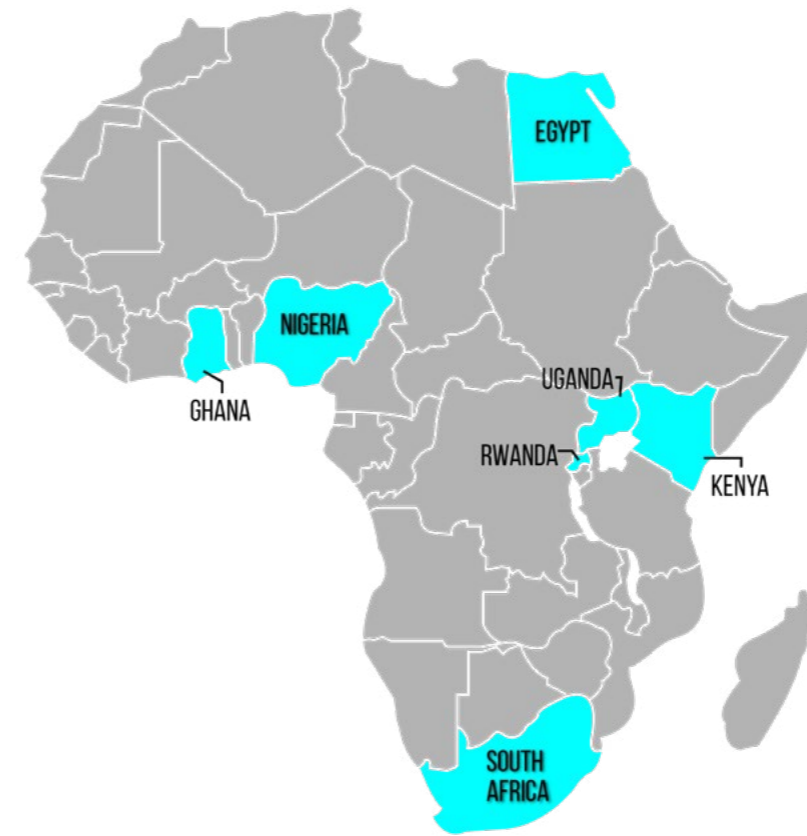 EGYPT
NIGERIA
GHANA
UGANDA
RWANDA
KENYA
SOUTH
AFRICA